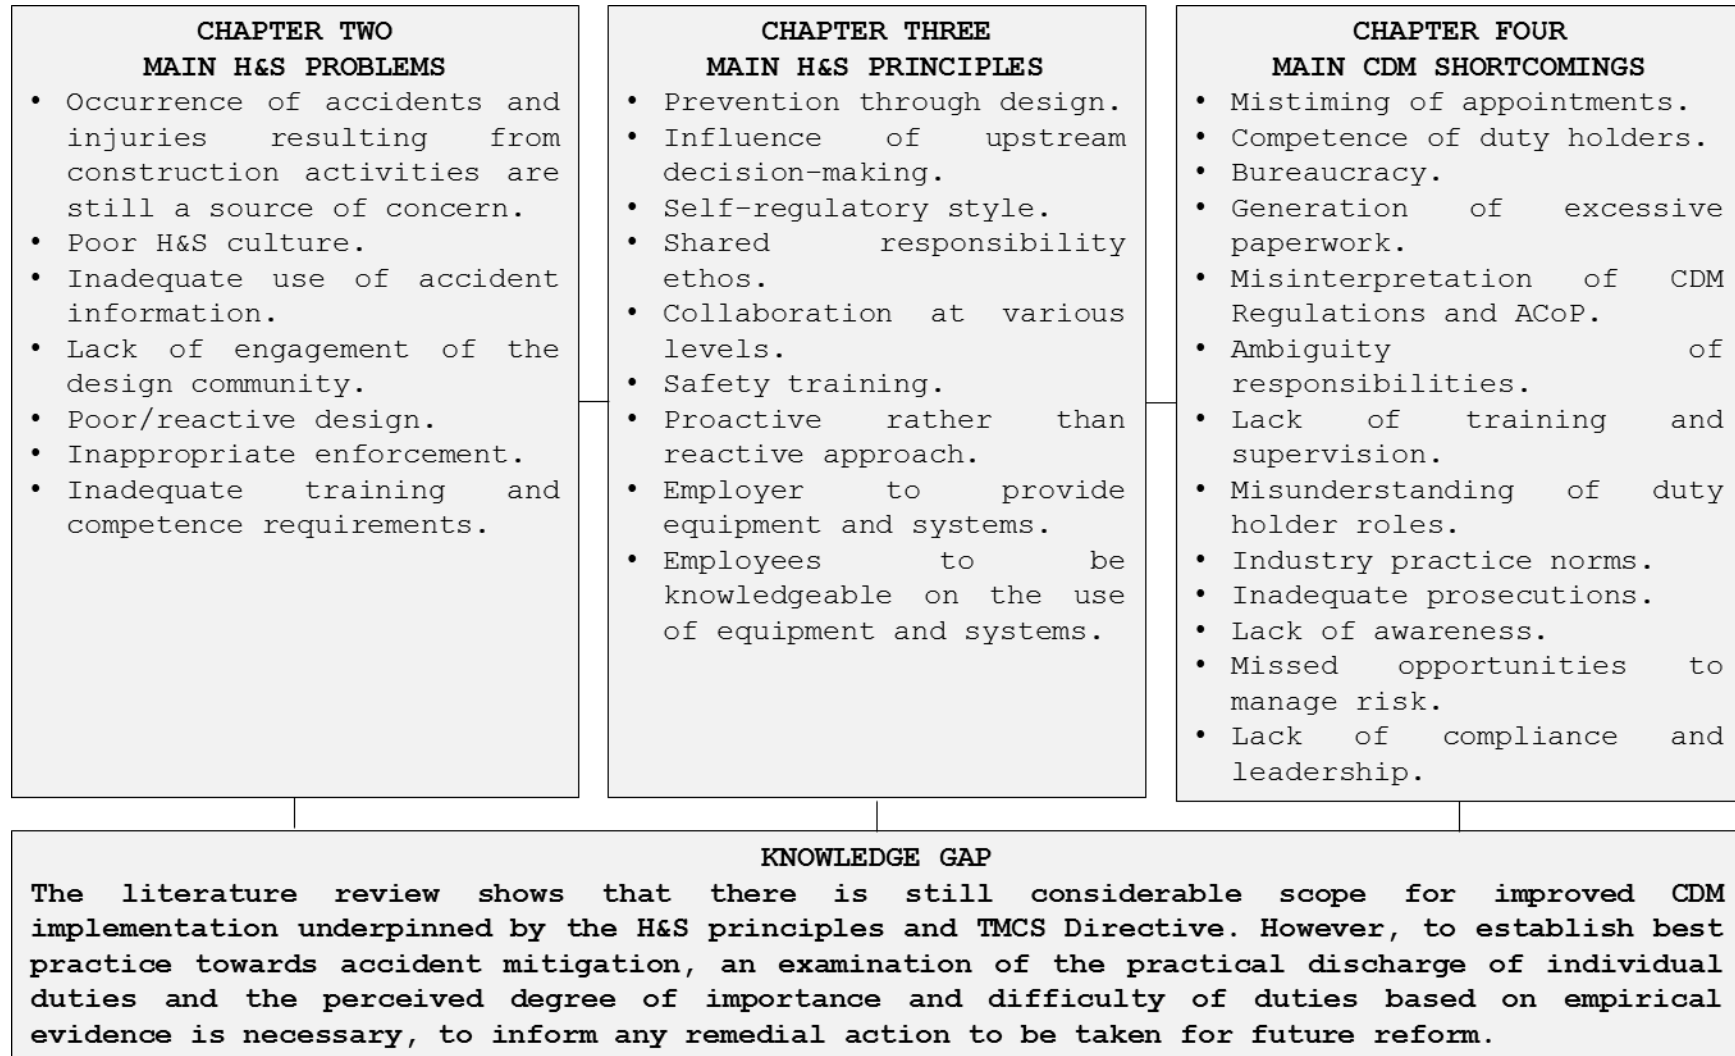 CHAPTER TWO
MAIN H&S PROBLEMS
• Occurrence of accidents and
injuries resulting from
construction activities are
still a source of concern.
• Poor H&S culture.
• Inadequate use of accident
information.
• Lack of engagement of the
design community.
• Poor/reactive design.
• Inappropriate enforcement.
• Inadequate training and
competence requirements.
CHAPTER THREE
MAIN H&S PRINCIPLES
• Prevention through design.
• Influence of upstream
decision-making.
• Self-regulatory style.
• Shared responsibility
ethos.
• Collaboration at various
levels.
• Safety training.
• Proactive rather than
reactive approach.
• Employer to provide
equipment and systems.
• Employees to be
knowledgeable on the use
of equipment and systems.
CHAPTER FOUR
MAIN CDM SHORTCOMINGS
• Mistiming of appointments.
• Competence of duty holders.
• Bureaucracy.
• Generation of excessive
paperwork.
• Misinterpretation of CDM
Regulations and ACoP.
• Ambiguity of
responsibilities.
• Lack of training and
supervision.
• Misunderstanding of duty
holder roles.
• Industry practice norms.
• Inadequate prosecutions.
• Lack of awareness.
• Missed opportunities to
manage risk.
• Lack of compliance and
leadership.
KNOWLEDGE GAP
The literature review shows that there is still considerable scope for improved CDM
implementation underpinned by the H&S principles and TMCS Directive. However, to establish best
practice towards accident mitigation, an examination of the practical discharge of individual
duties and the perceived degree of importance and difficulty of duties based on empirical
evidence is necessary, to inform any remedial action to be taken for future reform.